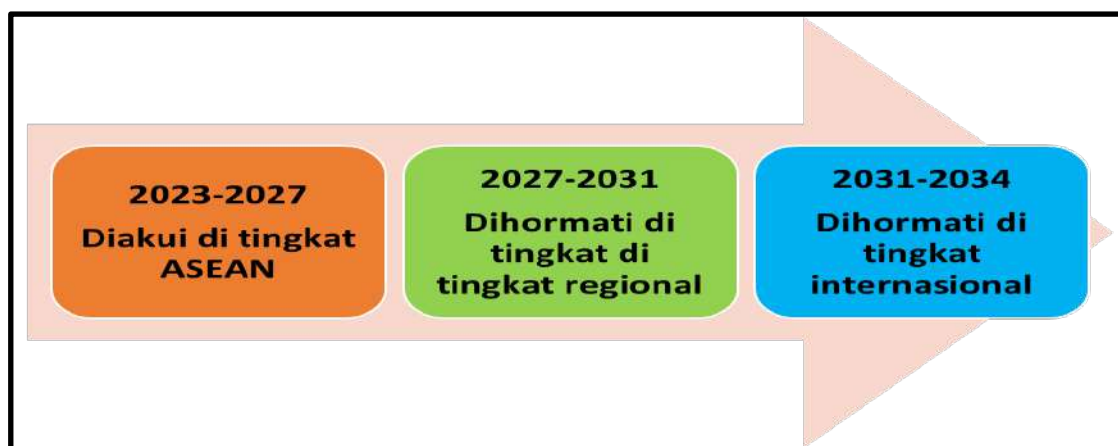 2023-2027
Diakui di tingkat
ASEAN
2027-2031
Dihormati di
tingkat di
tingkat regional
2031-2034
Dihormati di
tingkat
internasional